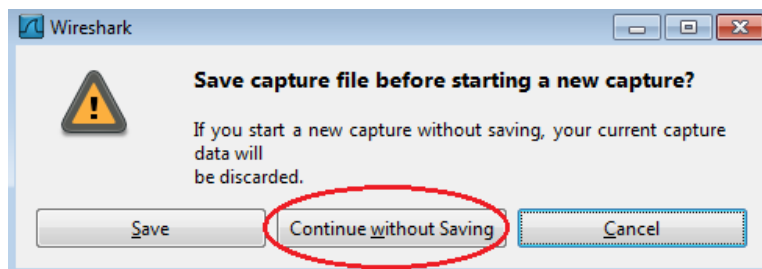 Wireshark
Save capture file before starting a new capture?
If you start a new capture without saving, your current capture
data will
be discarded.
Save
Continue without Saving
Cancel